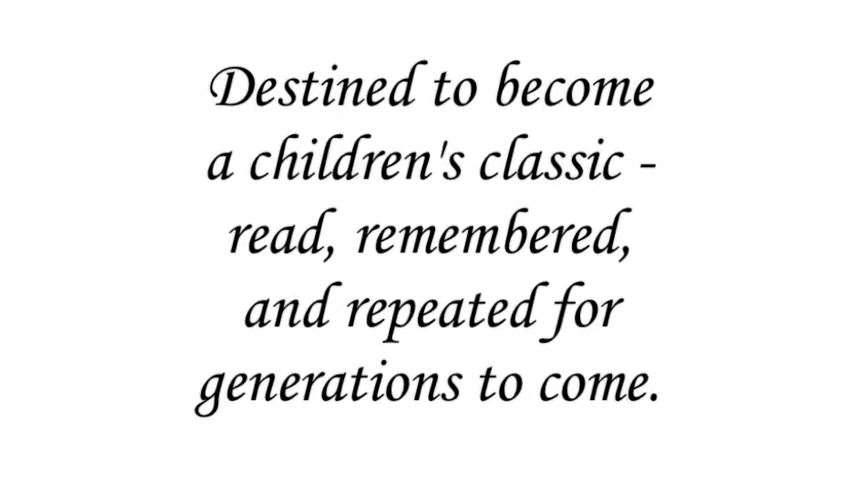 Destined to become
a children's classic -
read, remembered,
and repeated for
generations to come.